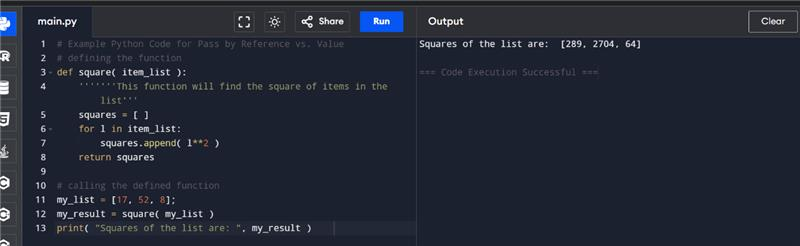 main.py
Share
Run
Output
Clear
1 # Example Python Code for Pass by Reference vs. Value
2 # defining the function
3 def square( item_list ):
4 '''''''This function will find the square of items in the
list'''
5 squares = [ ]
6 for l in item_list:
7 squares.append( l**2 )
8 return squares
9
10 # calling the defined function
11 my_list = [17, 52, 8];
12 my_result = square( my_list )
13 print( "Squares of the list are: ", my_result )
Squares of the list are:  [289, 2704, 64]
=== Code Execution Successful ===